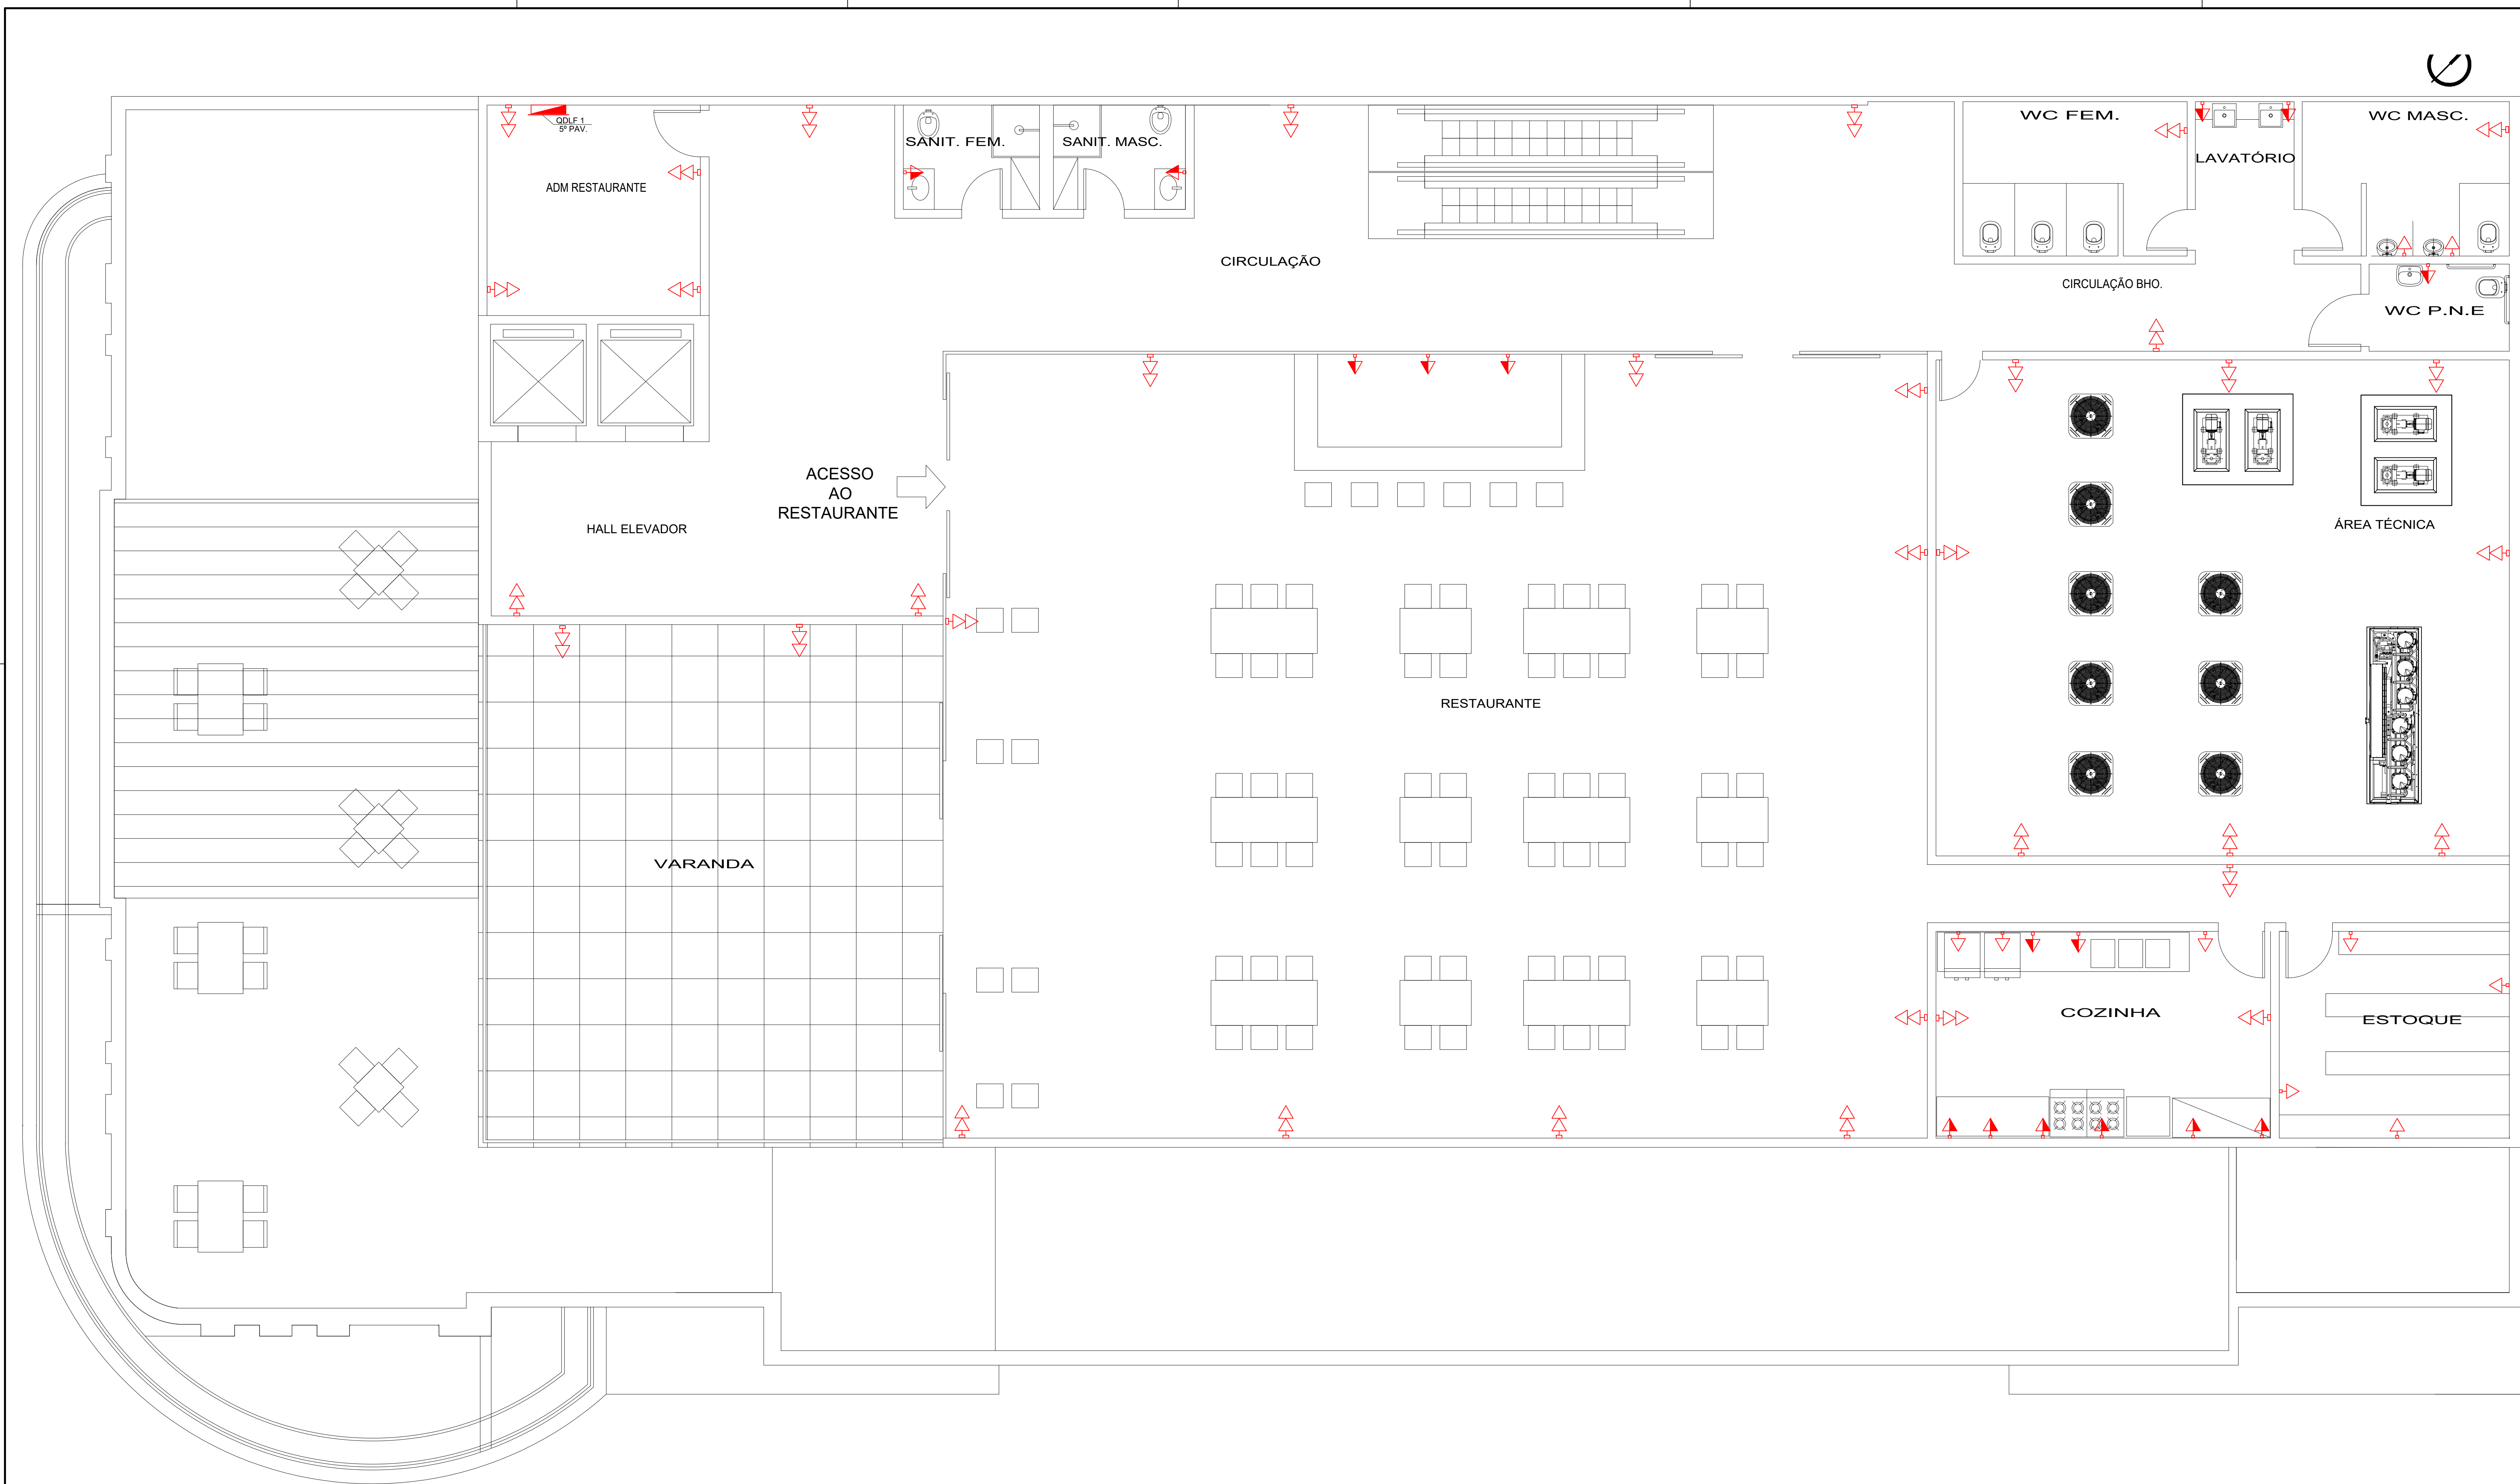 WC FEM.
WC MASC.
QDLF 1
5º PAV.
SANIT. FEM.
SANIT. MASC.
LAVATÓRIO
ADM RESTAURANTE
CIRCULAÇÃO
CIRCULAÇÃO BHO.
WC P.N.E
ACESSO
AO
RESTAURANTE
HALL ELEVADOR
ÁREA TÉCNICA
RESTAURANTE
VARANDA
COZINHA
ESTOQUE